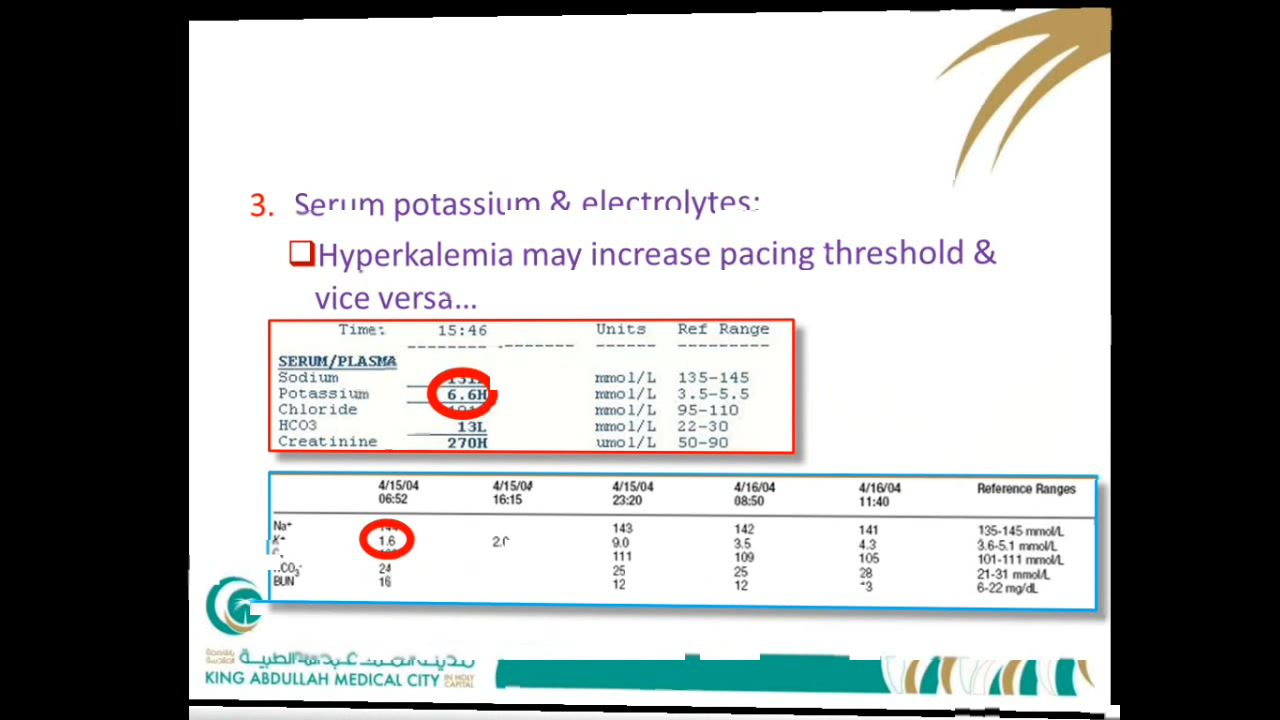 3. Serum potassium & electrolytes:
❑Hyperkalemia may increase pacing threshold &
vice versa...
Time: 15:46 Units Ref Range
SERUM/PLASMA
Sodium mmol/L 135-145
Potassium 6.6H mmol/L 3.5-5.5
Chloride mmol/L 95-110
HCO3 13L mmol/L 22-30
Creatinine 270H umol/L 50-90
4/15/04 4/15/04 4/15/04 4/16/04 4/16/04 Reference Ranges
06:52 16:15 23:20 08:50 11:40
Na⁺ 143 142 141 135-145 mmol/L
K⁺ 1.6 9.0 3.5 4.3 3.6-5.1 mmol/L
111 109 105 101-111 mmol/L
24 25 25 28 21-31 mmol/L
BUN 16 12 12 6-22 mg/dL
KING ABDULLAH MEDICAL CITY IN HOLY CAPITAL